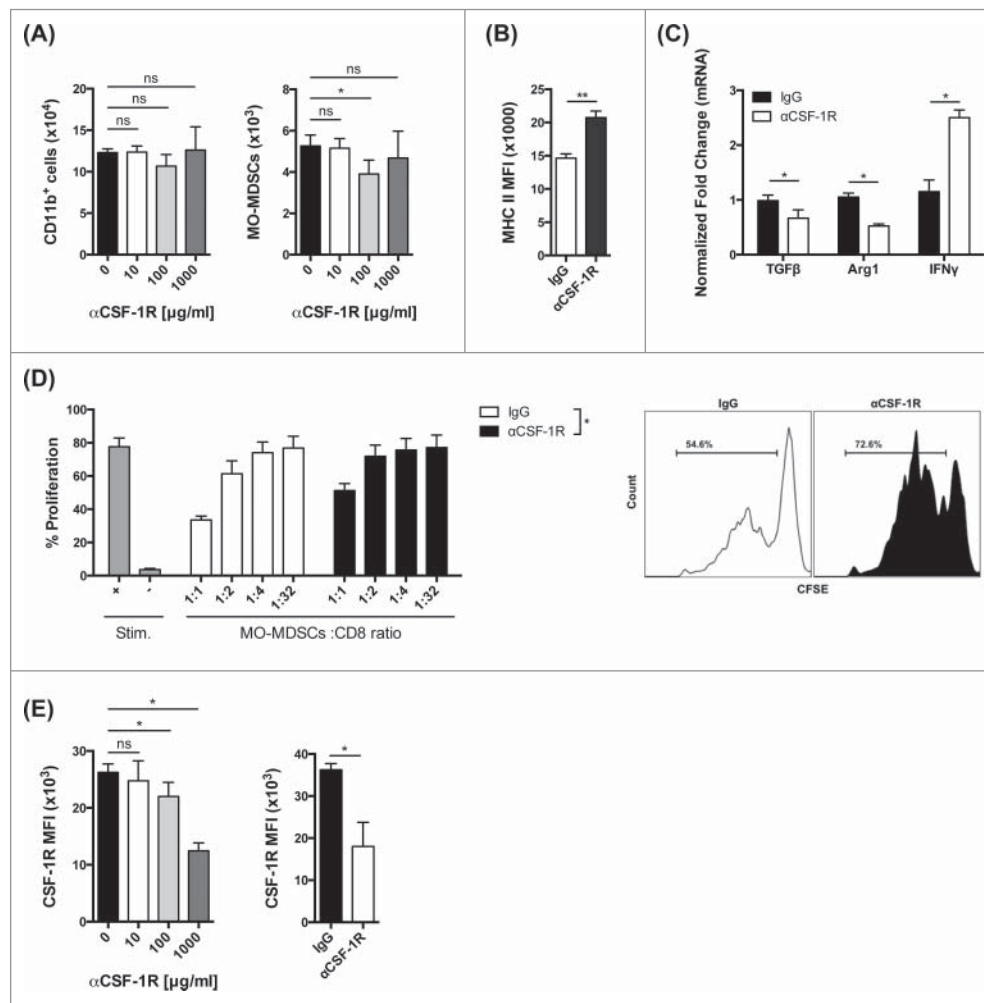 (A)
CD11b⁺ cells (x10⁴)
20
15
10
5
0
ns
ns
ns
0 10 100 1000
αCSF-1R [µg/ml]
MO-MDSCs (x10³)
8
6
4
2
0
ns
*
ns
0 10 100 1000
αCSF-1R [µg/ml]
(B)
MHC II MFI (x1000)
25
20
15
10
5
0
**
IgG αCSF-1R
(C)
Normalized Fold Change (mRNA)
3
2
1
0
IgG
αCSF-1R
* * *
TGFβ Arg1 IFNγ
(D)
% Proliferation
100
80
60
40
20
0
+ - 1:1 1:2 1:4 1:32 1:1 1:2 1:4 1:32
Stim. MO-MDSCs :CD8 ratio
IgG
αCSF-1R
*
IgG αCSF-1R
54.6% 72.6%
Count
CFSE
(E)
CSF-1R MFI (x10³)
30
20
10
0
*
*
ns
0 10 100 1000
αCSF-1R [µg/ml]
CSF-1R MFI (x10³)
40
30
20
10
0
*
IgG αCSF-1R